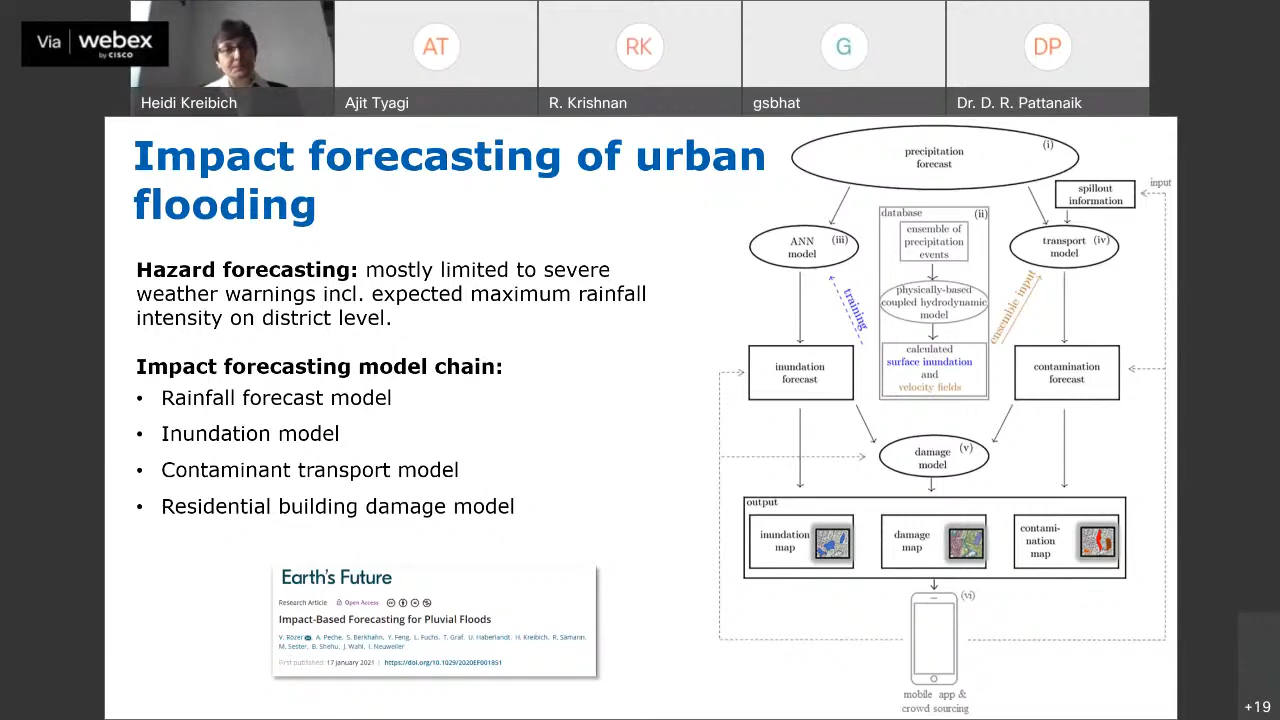 Via webex
by CISCO
Heidi Kreibich
AT
Ajit Tyagi
RK
R. Krishnan
G
gsbhat
DP
Dr. D. R. Pattanaik
Impact forecasting of urban
flooding
Hazard forecasting: mostly limited to severe
weather warnings incl. expected maximum rainfall
intensity on district level.
Impact forecasting model chain:
• Rainfall forecast model
• Inundation model
• Contaminant transport model
• Residential building damage model
Earth's Future
Research Article Open Access
Impact-Based Forecasting for Pluvial Floods
V. Rözer, A. Peche, S. Berkhahn, Y. Feng, L. Fuchs, T. Graf, U. Haberlandt, H. Kreibich, R. Sämann,
M. Sester, B. Shehu, J. Wahl, I. Neuweiler
First published: 17 January 2021 | https://doi.org/10.1029/2020EF001851
precipitation
forecast
(i)
spillout
information
input
database
(ii)
ensemble of
precipitation
events
ANN
model
(iii)
transport
model
(iv)
physically-based
coupled hydrodynamic
model
training
ensemble input
calculated
surface inundation
and
velocity fields
inundation
forecast
contamination
forecast
damage
model
(v)
output
inundation
map
damage
map
contami-
nation
map
(vi)
mobile app &
crowd sourcing
+19